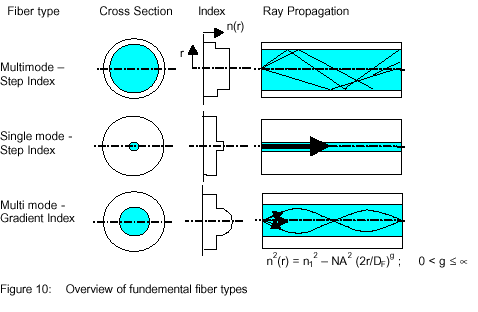 Fiber type Cross Section Index Ray Propagation
n(r)
r
Multimode –
Step Index
Single mode -
Step Index
Multi mode -
Gradient Index
n²(r) = n₁² – NA² (2r/D_F)^g ; 0 < g ≤ ∞
Figure 10: Overview of fundemental fiber types